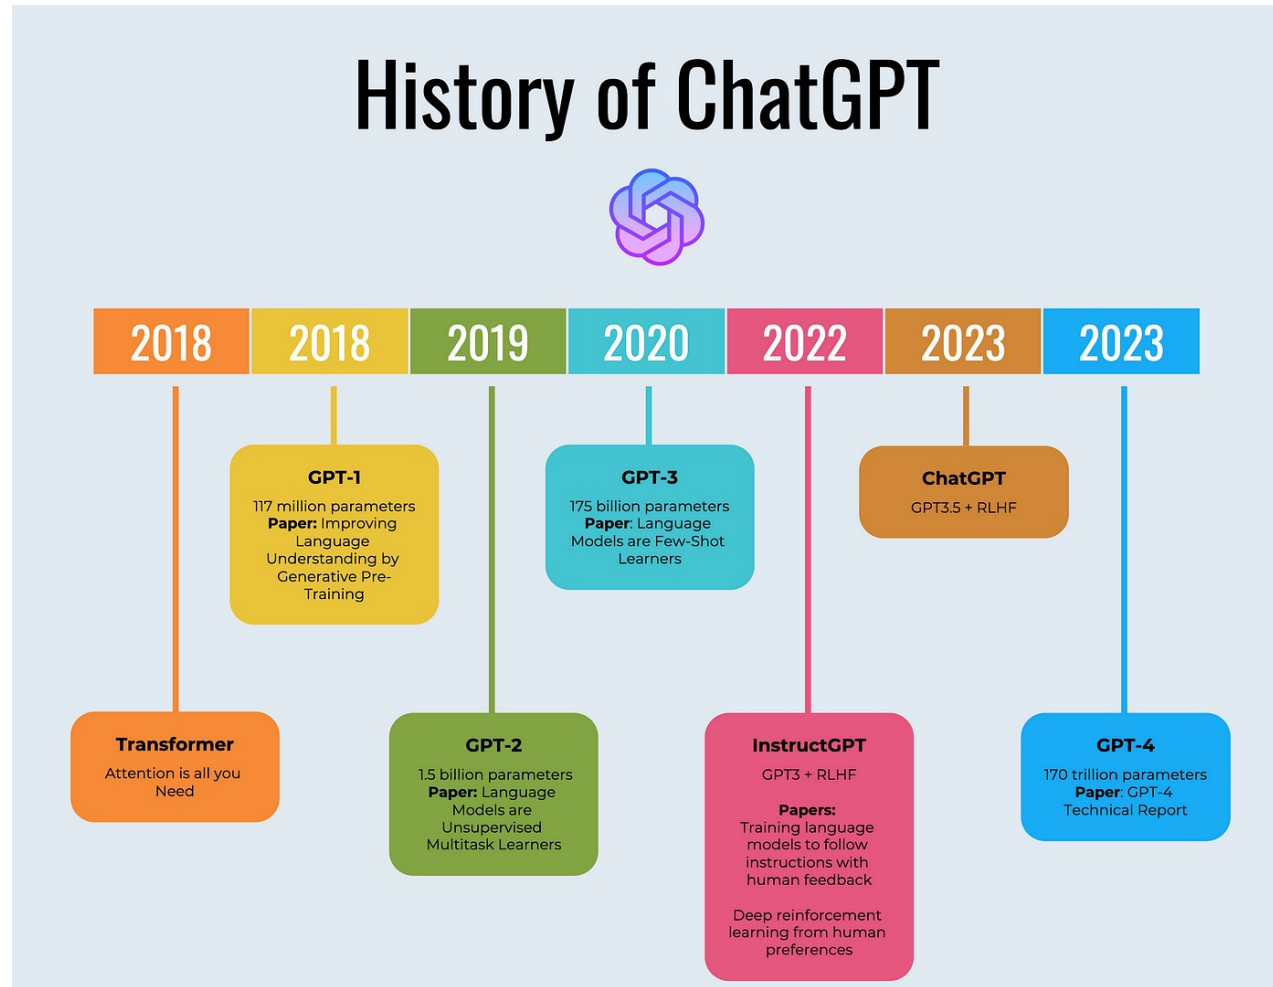 History of ChatGPT
2018
2018
2019
2020
2022
2023
2023
GPT-1
117 million parameters
Paper: Improving
Language
Understanding by
Generative Pre-
Training
GPT-3
175 billion parameters
Paper: Language
Models are Few-Shot
Learners
ChatGPT
GPT3.5 + RLHF
Transformer
Attention is all you
Need
GPT-2
1.5 billion parameters
Paper: Language
Models are
Unsupervised
Multitask Learners
InstructGPT
GPT3 + RLHF
Papers:
Training language
models to follow
instructions with
human feedback
Deep reinforcement
learning from human
preferences
GPT-4
170 trillion parameters
Paper: GPT-4
Technical Report